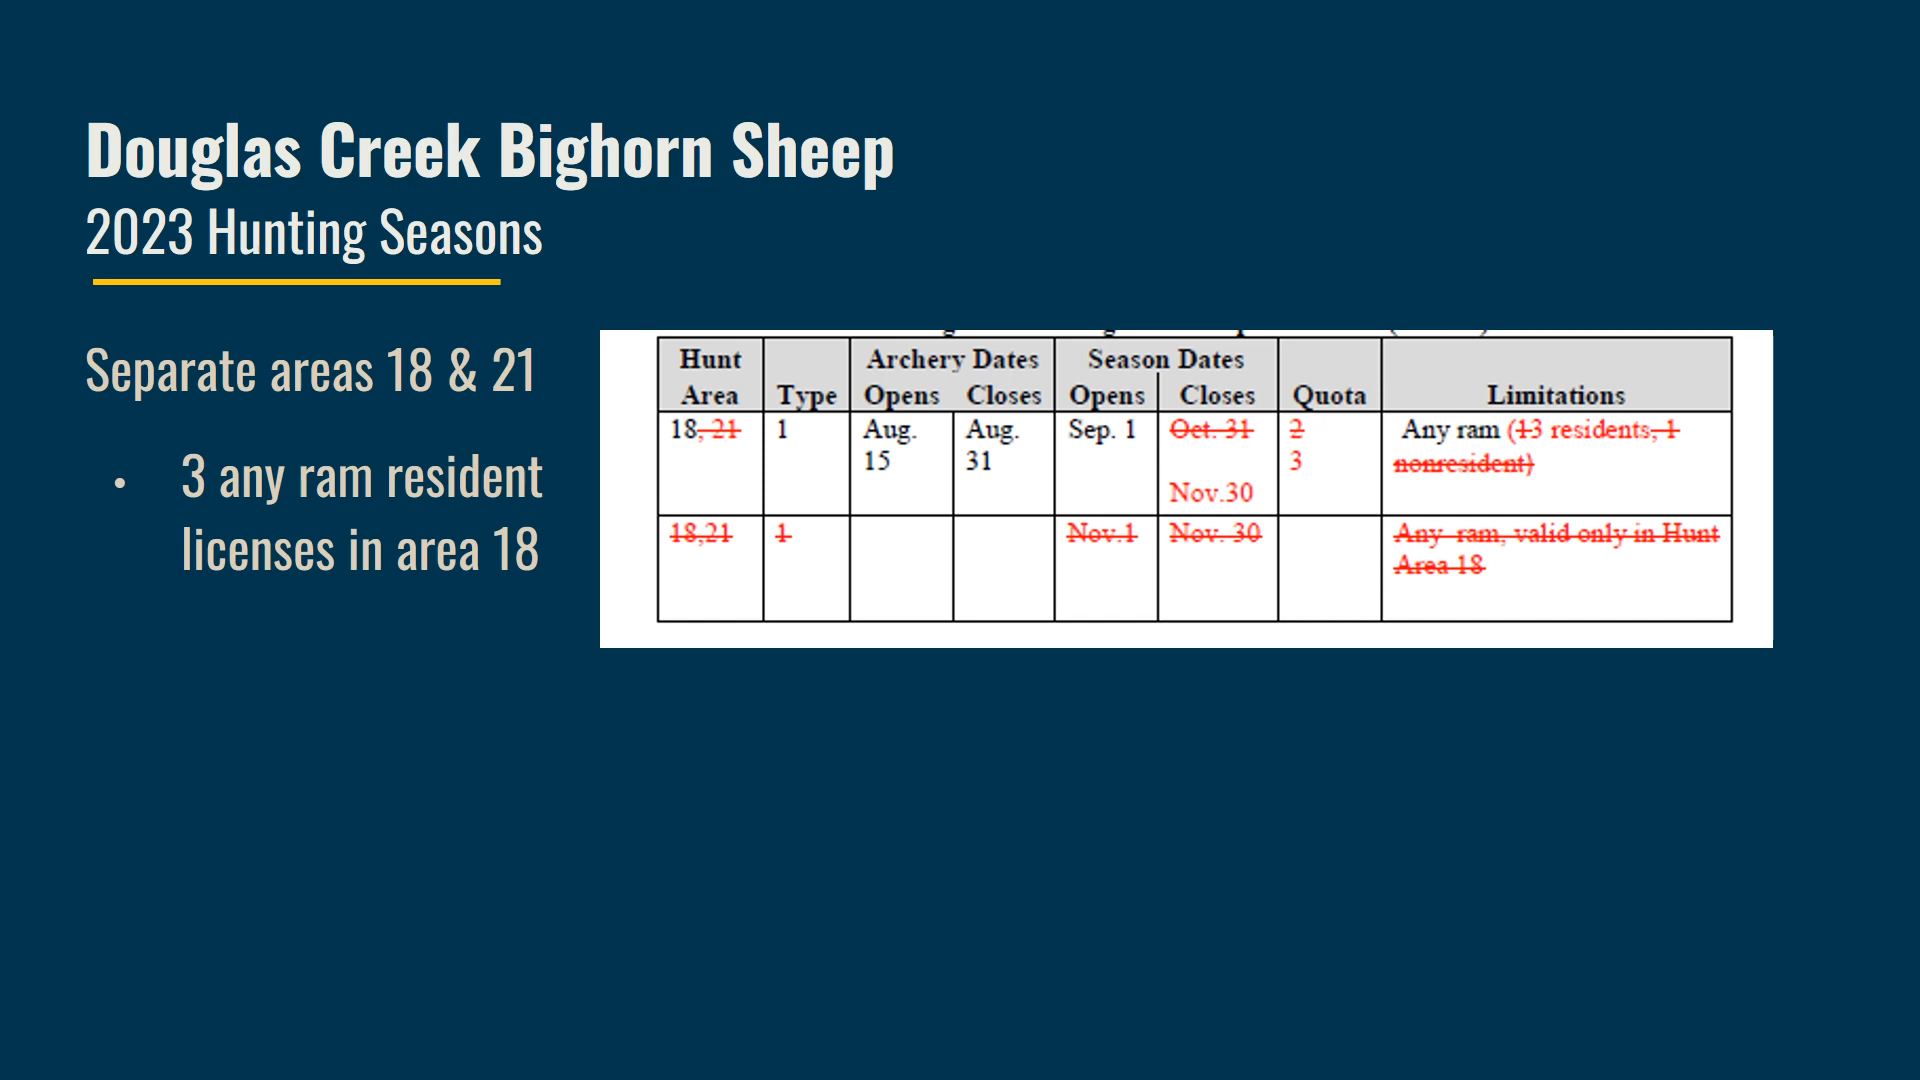 Douglas Creek Bighorn Sheep
2023 Hunting Seasons
Separate areas 18 & 21
• 3 any ram resident
licenses in area 18
Hunt Archery Dates Season Dates
Area Type Opens Closes Opens Closes Quota Limitations
18, 21 1 Aug. Aug. Sep. 1 Oct. 31 2 Any ram (13 residents, 1
15 31 3 nonresident)
Nov.30
18,21 1 Nov.1 Nov. 30 Any ram, valid only in Hunt
Area 18